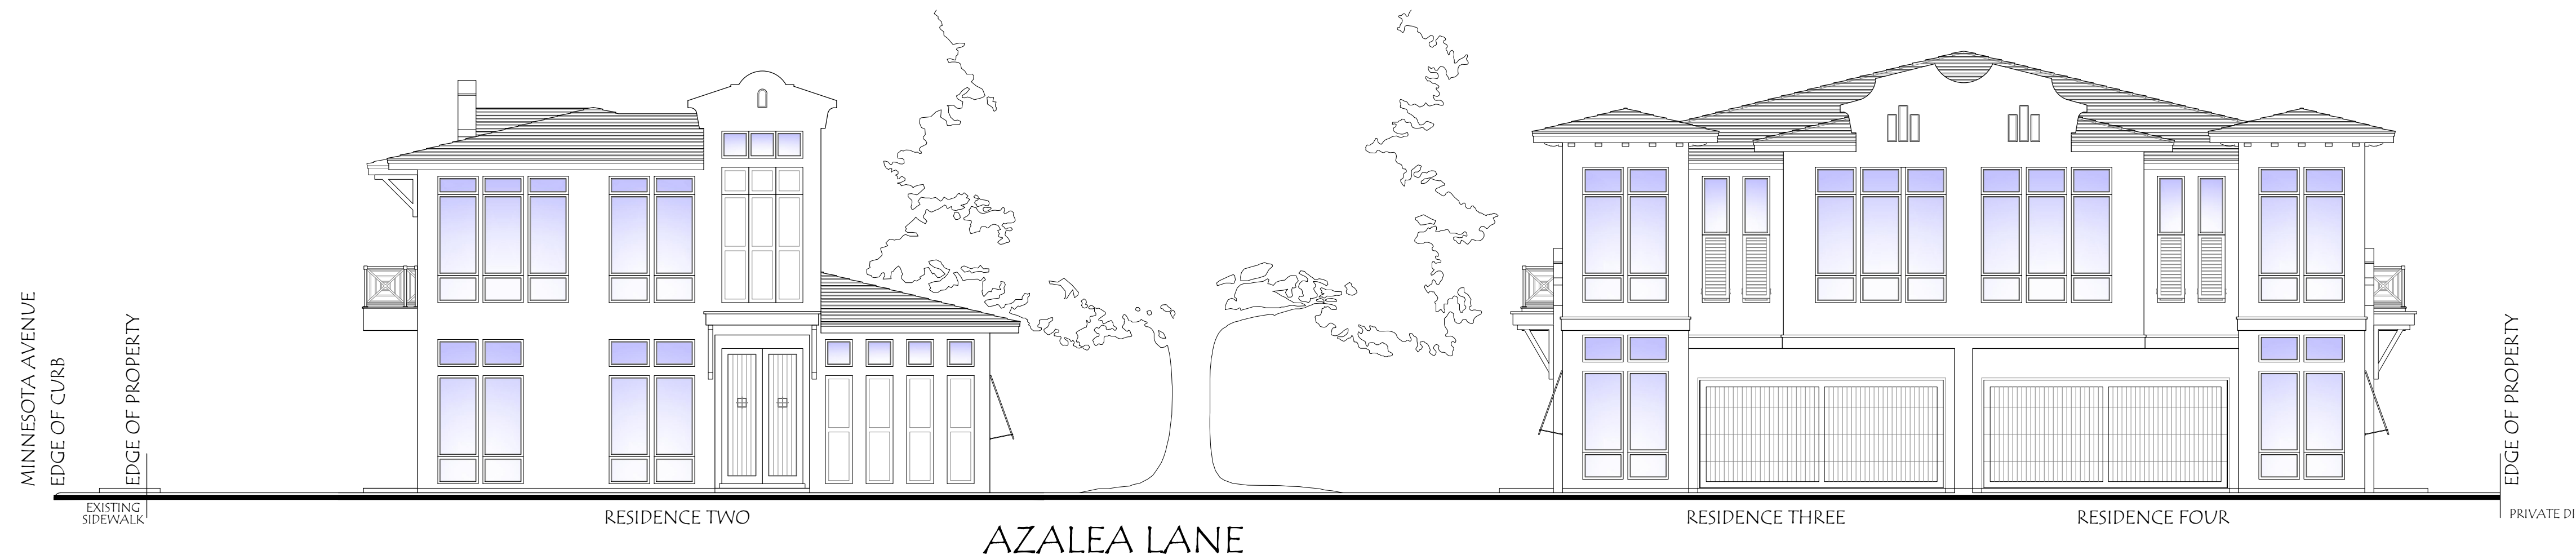 MINNESOTA AVENUE
EDGE OF CURB
EDGE OF PROPERTY
EXISTING
SIDEWALK
RESIDENCE TWO
AZALEA LANE
RESIDENCE THREE
RESIDENCE FOUR
EDGE OF PROPERTY
PRIVATE